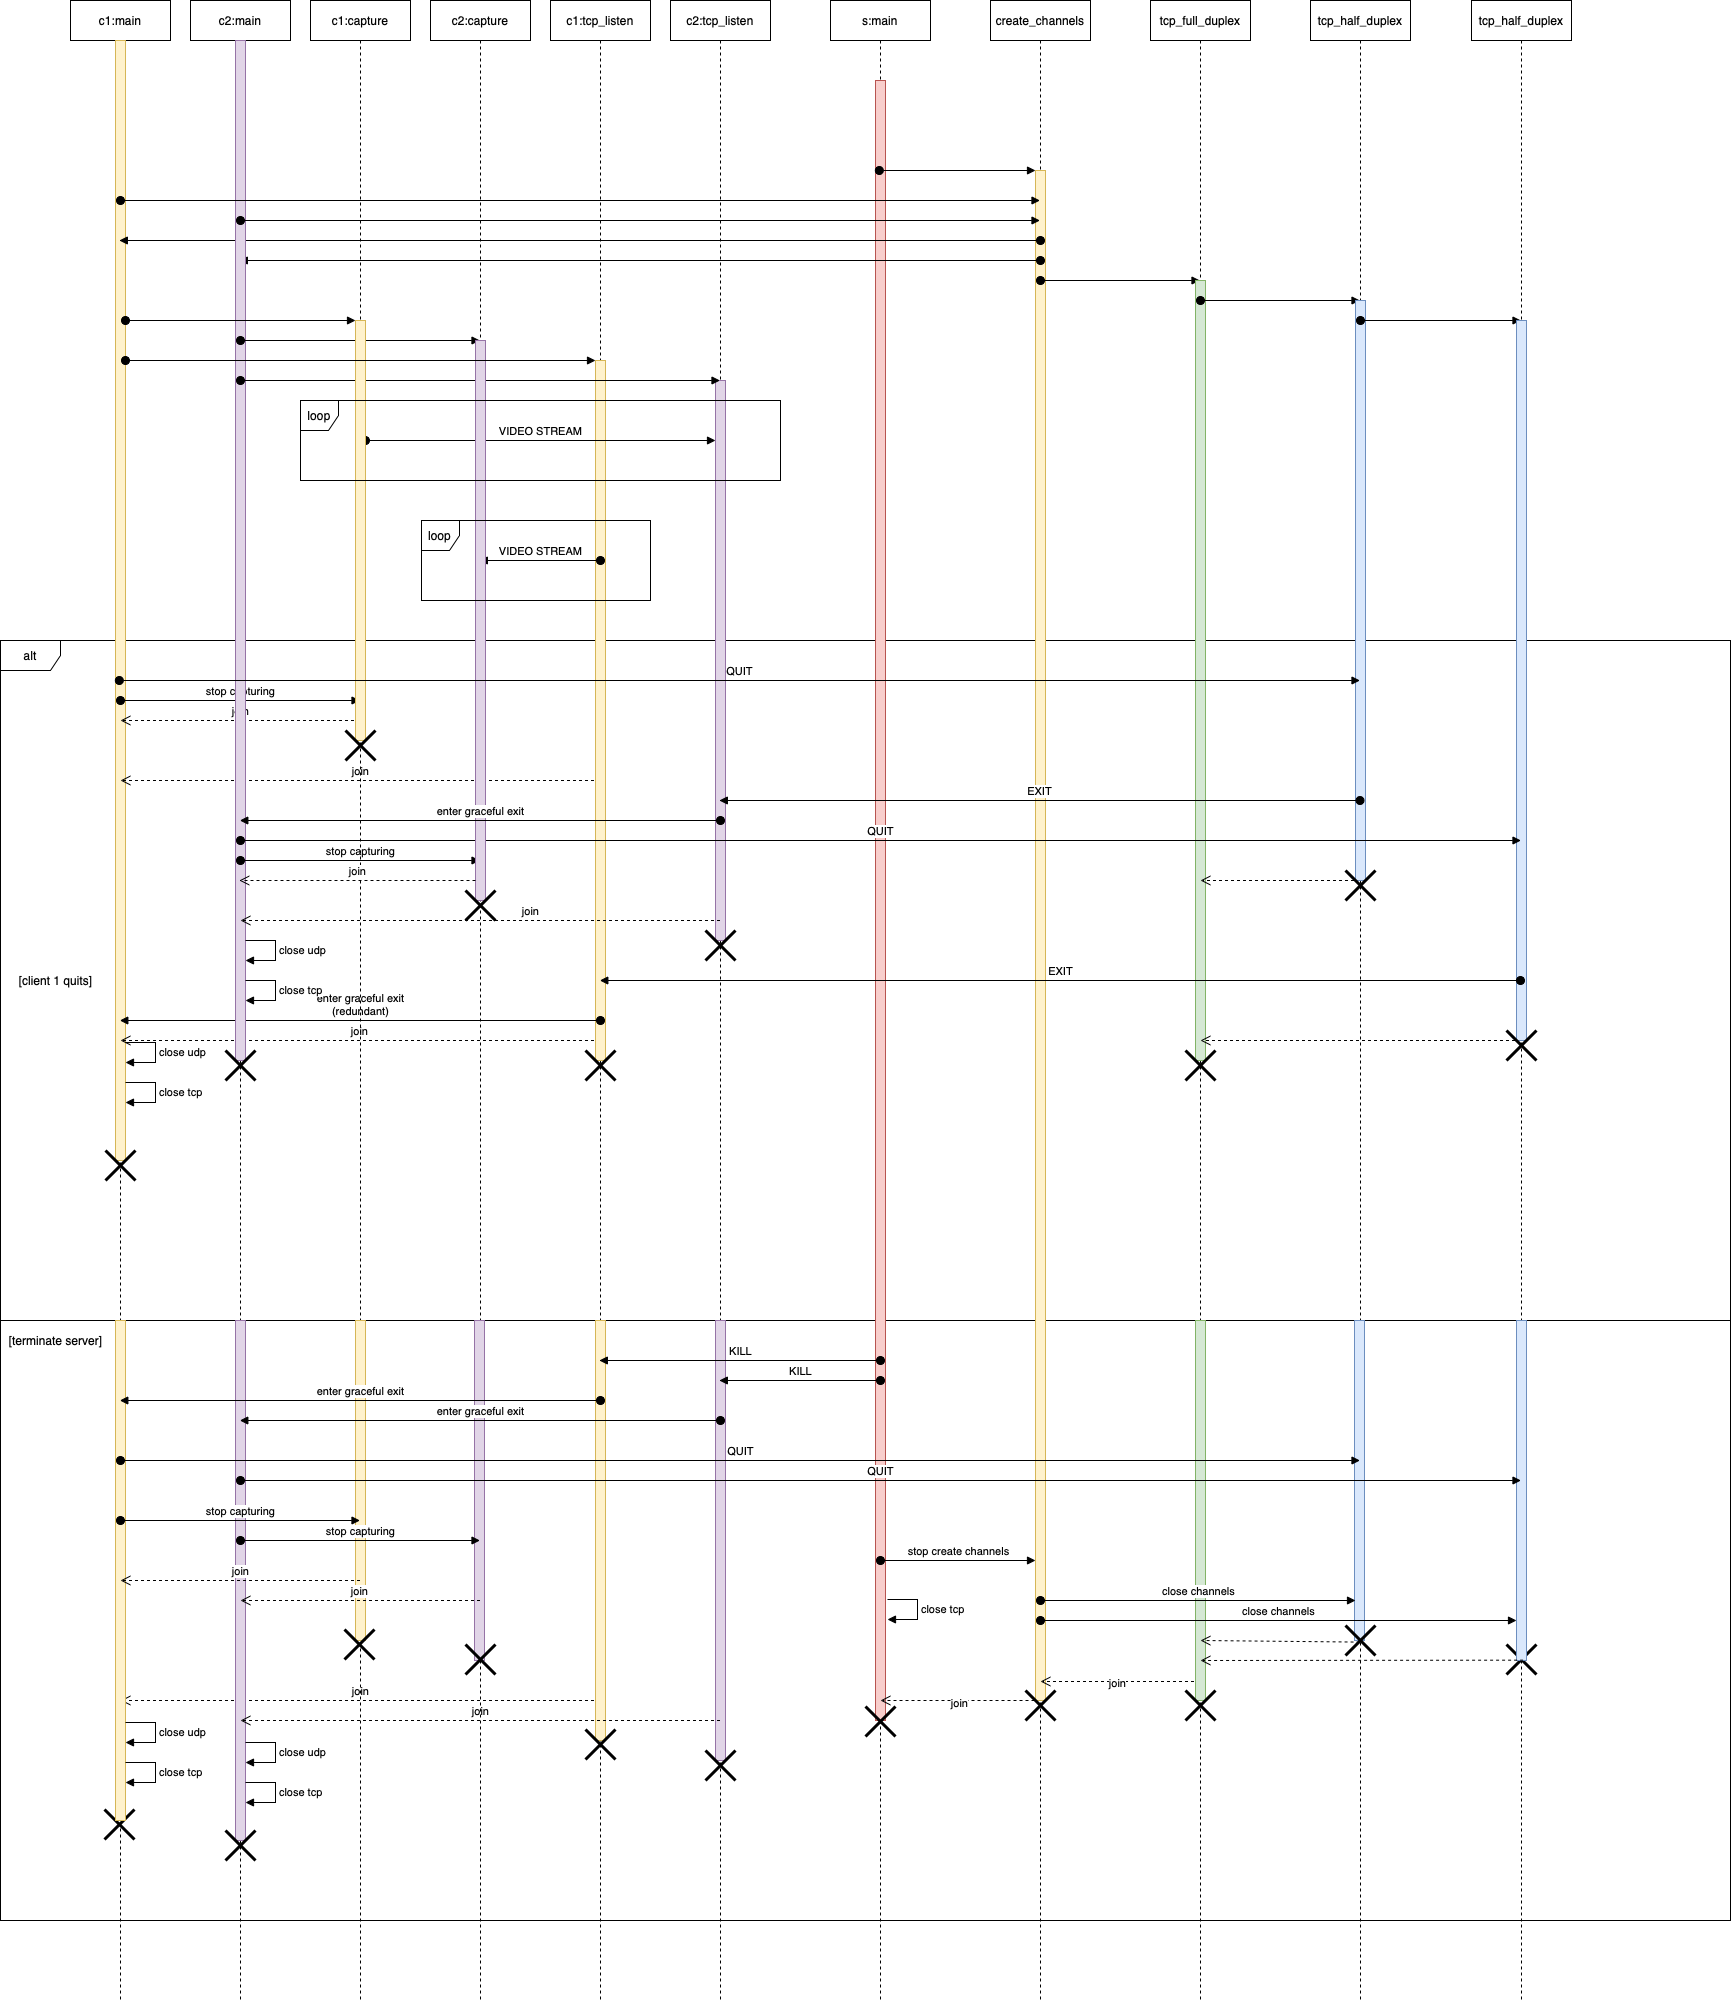 c1:main
c2:main
c1:capture
c2:capture
c1:tcp_listen
c2:tcp_listen
s:main
create_channels
tcp_full_duplex
tcp_half_duplex
tcp_half_duplex
loop
VIDEO STREAM
loop
VIDEO STREAM
alt
QUIT
stop capturing
join
join
EXIT
enter graceful exit
QUIT
stop capturing
join
join
close udp
[client 1 quits]
EXIT
close tcp
enter graceful exit
(redundant)
join
close udp
close tcp
[terminate server]
KILL
KILL
enter graceful exit
enter graceful exit
QUIT
QUIT
stop capturing
stop capturing
stop create channels
join
join
close channels
close tcp
close channels
join
join
join
join
close udp
close udp
close tcp
close tcp